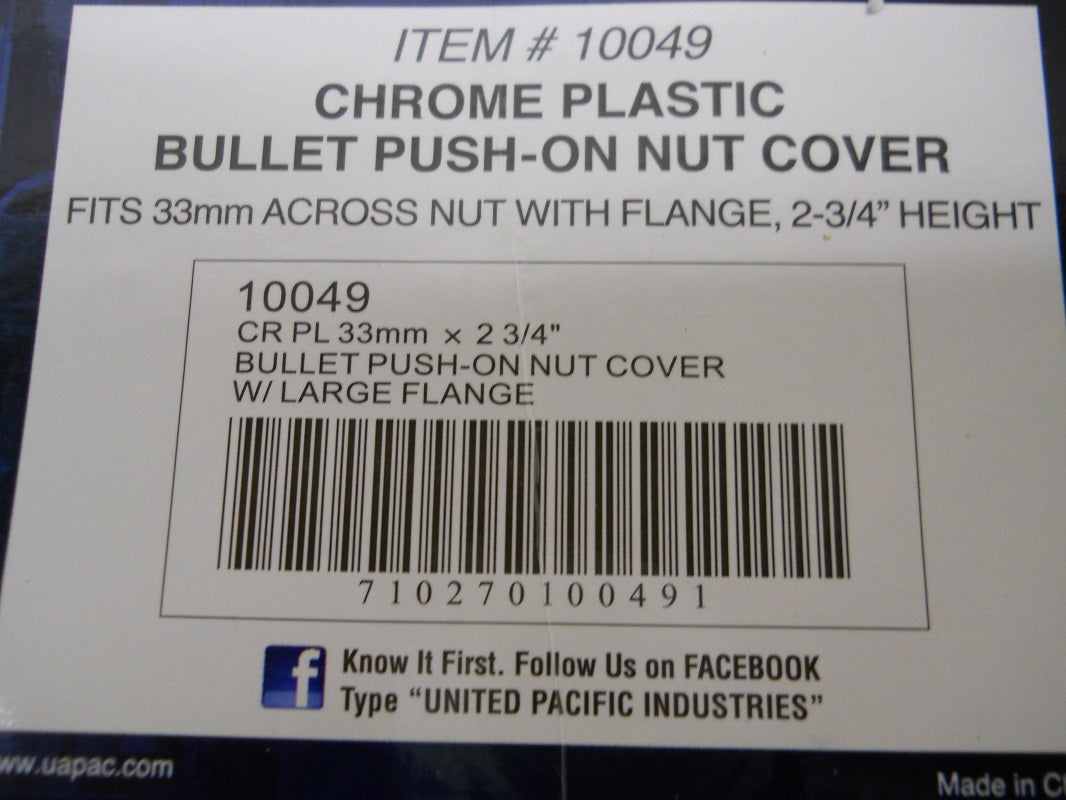 ITEM # 10049
CHROME PLASTIC
BULLET PUSH-ON NUT COVER
FITS 33mm ACROSS NUT WITH FLANGE, 2-3/4” HEIGHT
10049
CR PL 33mm x 2 3/4"
BULLET PUSH-ON NUT COVER
W/ LARGE FLANGE
710270100491
f
Know It First. Follow Us on FACEBOOK
Type “UNITED PACIFIC INDUSTRIES”
www.uapac.com
Made in